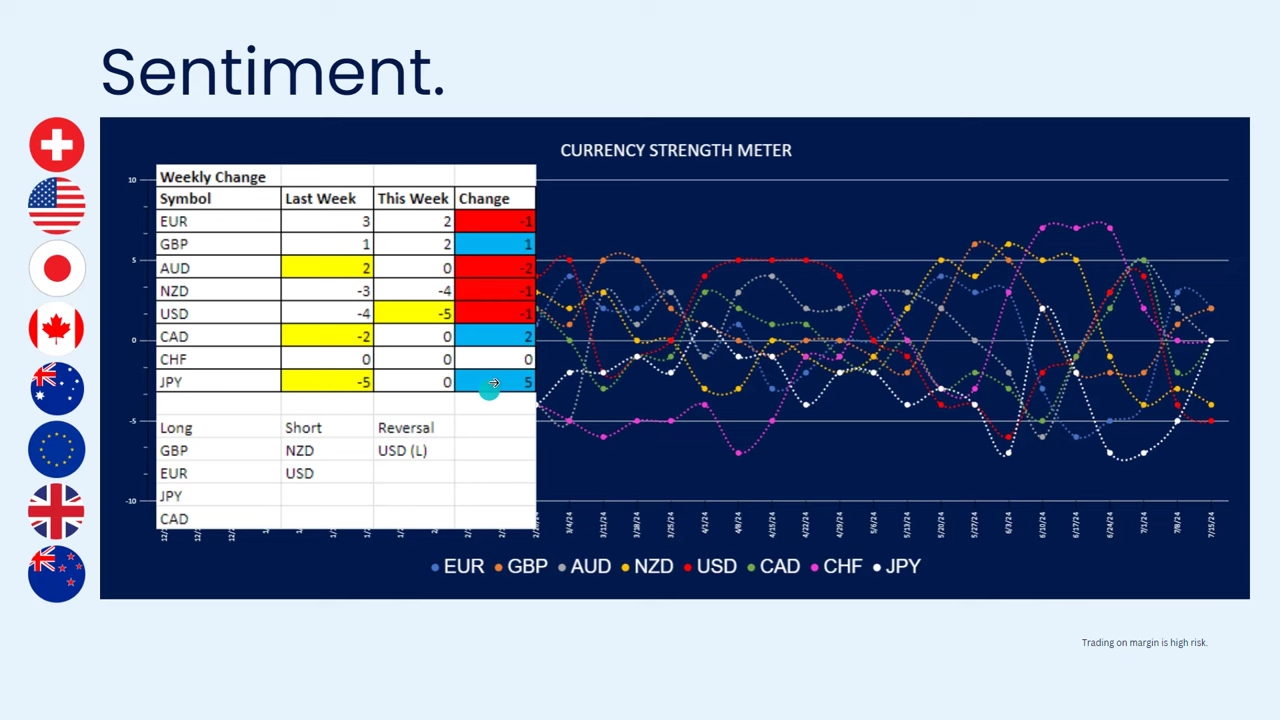 Sentiment.
CURRENCY STRENGTH METER
Weekly Change
Symbol Last Week This Week Change
EUR 3 2 -1
GBP 1 2 1
AUD 2 0 -2
NZD -3 -4 -1
USD -4 -5 -1
CAD -2 0 2
CHF 0 0 0
JPY -5 0 5
Long Short Reversal
GBP NZD USD (L)
EUR USD
JPY
CAD
10
5
0
-5
-10
3/4/24 3/11/24 3/18/24 3/25/24 4/1/24 4/8/24 4/15/24 4/22/24 4/29/24 5/6/24 5/13/24 5/20/24 5/27/24 6/3/24 6/10/24 6/17/24 6/24/24 7/1/24 7/8/24 7/15/24
EUR GBP AUD NZD USD CAD CHF JPY
Trading on margin is high risk.